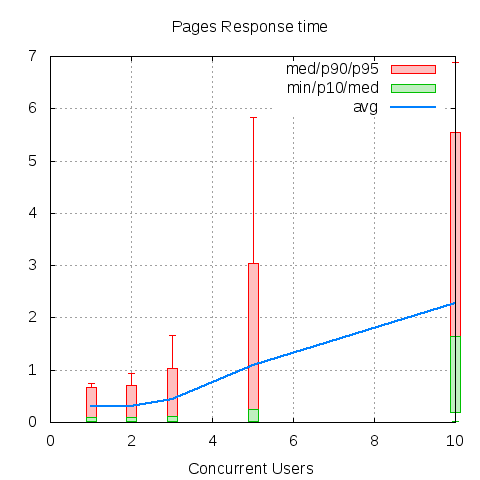 Pages Response time
med/p90/p95
min/p10/med
avg
7
6
5
4
3
2
1
0
0 2 4 6 8 10
Concurrent Users